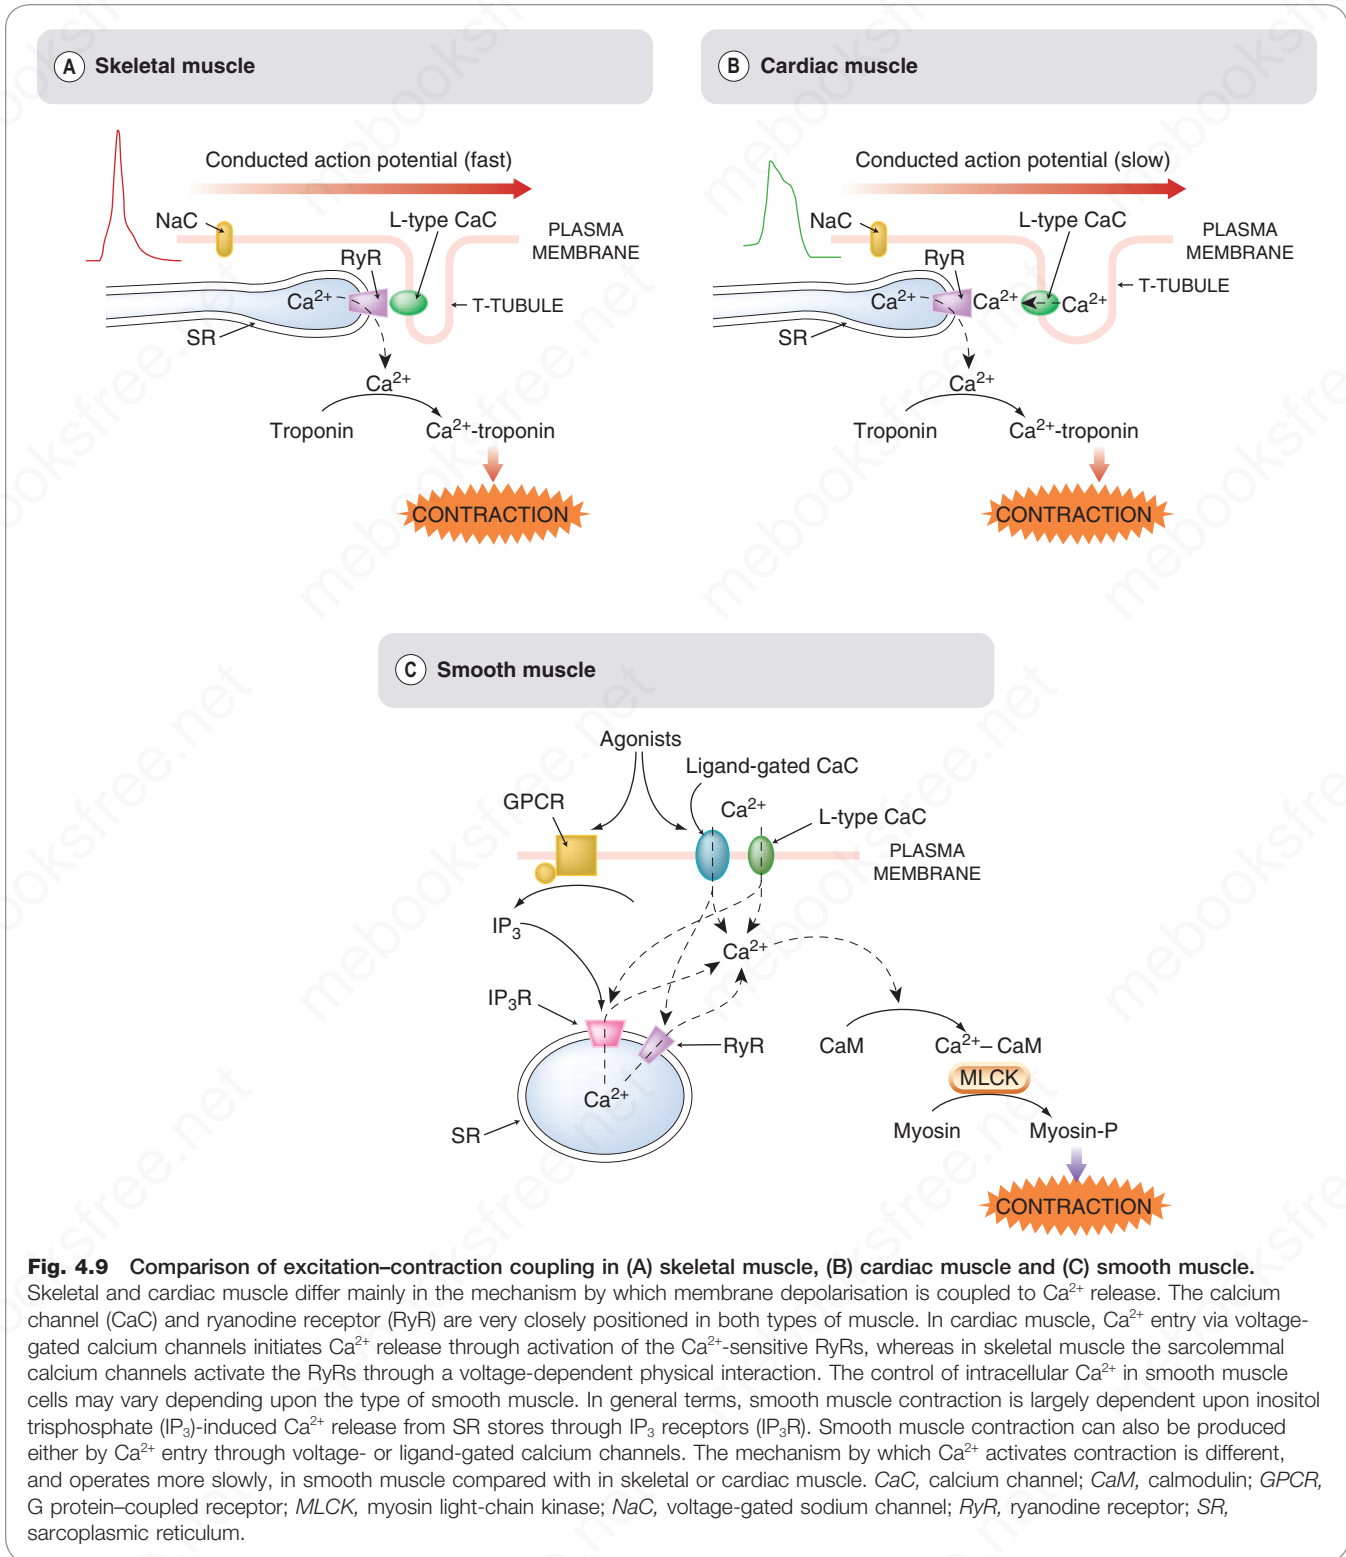 A Skeletal muscle
Conducted action potential (fast)
NaC
L-type CaC
PLASMA
MEMBRANE
RyR
Ca²⁺
T-TUBULE
SR
Ca²⁺
Troponin
Ca²⁺-troponin
CONTRACTION
B Cardiac muscle
Conducted action potential (slow)
NaC
L-type CaC
PLASMA
MEMBRANE
RyR
Ca²⁺
Ca²⁺
Ca²⁺
T-TUBULE
SR
Ca²⁺
Troponin
Ca²⁺-troponin
CONTRACTION
C Smooth muscle
Agonists
Ligand-gated CaC
GPCR
Ca²⁺
L-type CaC
PLASMA
MEMBRANE
IP₃
Ca²⁺
IP₃R
RyR
CaM
Ca²⁺– CaM
MLCK
Ca²⁺
SR
Myosin
Myosin-P
CONTRACTION
Fig. 4.9 Comparison of excitation–contraction coupling in (A) skeletal muscle, (B) cardiac muscle and (C) smooth muscle.
Skeletal and cardiac muscle differ mainly in the mechanism by which membrane depolarisation is coupled to Ca²⁺ release. The calcium
channel (CaC) and ryanodine receptor (RyR) are very closely positioned in both types of muscle. In cardiac muscle, Ca²⁺ entry via voltage-
gated calcium channels initiates Ca²⁺ release through activation of the Ca²⁺-sensitive RyRs, whereas in skeletal muscle the sarcolemmal
calcium channels activate the RyRs through a voltage-dependent physical interaction. The control of intracellular Ca²⁺ in smooth muscle
cells may vary depending upon the type of smooth muscle. In general terms, smooth muscle contraction is largely dependent upon inositol
trisphosphate (IP₃)-induced Ca²⁺ release from SR stores through IP₃ receptors (IP₃R). Smooth muscle contraction can also be produced
either by Ca²⁺ entry through voltage- or ligand-gated calcium channels. The mechanism by which Ca²⁺ activates contraction is different,
and operates more slowly, in smooth muscle compared with in skeletal or cardiac muscle. CaC, calcium channel; CaM, calmodulin; GPCR,
G protein–coupled receptor; MLCK, myosin light-chain kinase; NaC, voltage-gated sodium channel; RyR, ryanodine receptor; SR,
sarcoplasmic reticulum.
mebooksfree.net